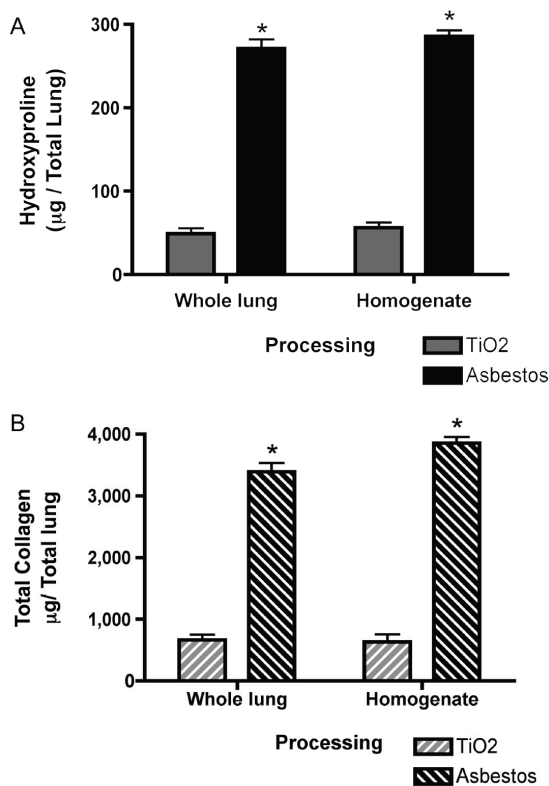 A
Hydroxyproline
(µg / Total Lung)
300
200
100
0
*
*
Whole lung
Homogenate
Processing
TiO2
Asbestos
B
Total Collagen
µg/ Total lung
4,000
3,000
2,000
1,000
0
*
*
Whole lung
Homogenate
Processing
TiO2
Asbestos